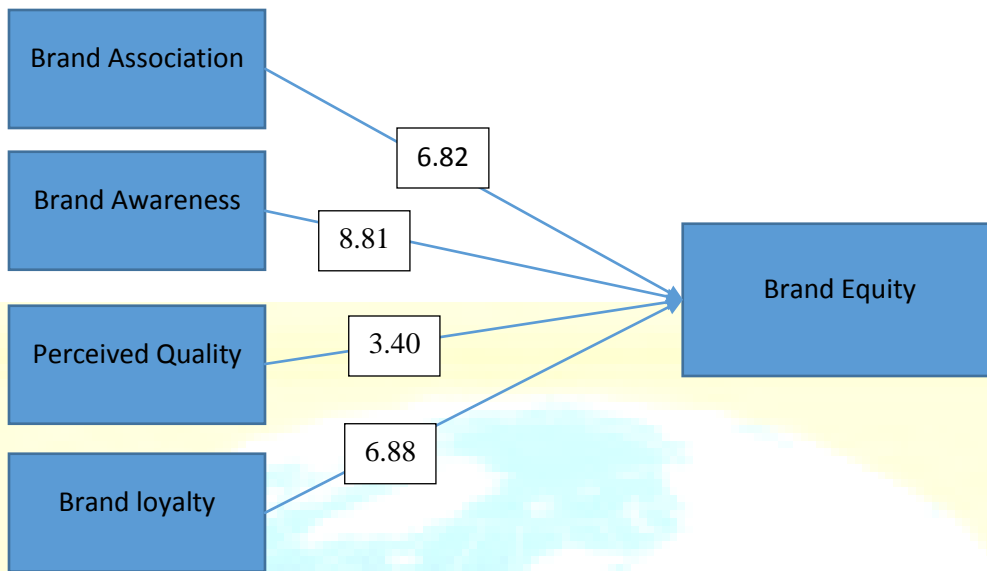 Brand Association
6.82
Brand Awareness
8.81
Brand Equity
Perceived Quality
3.40
Brand loyalty
6.88